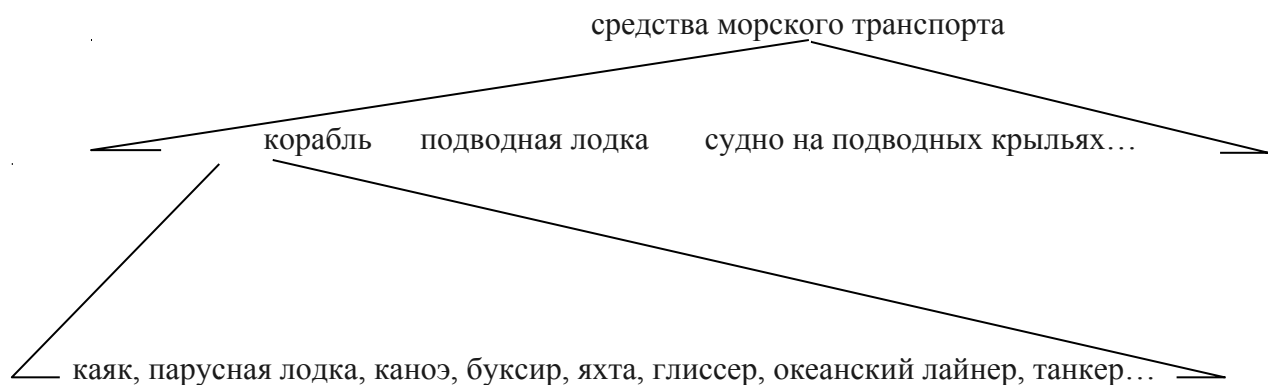 средства морского транспорта
корабль подводная лодка судно на подводных крыльях…
каяк, парусная лодка, каноэ, буксир, яхта, глиссер, океанский лайнер, танкер…